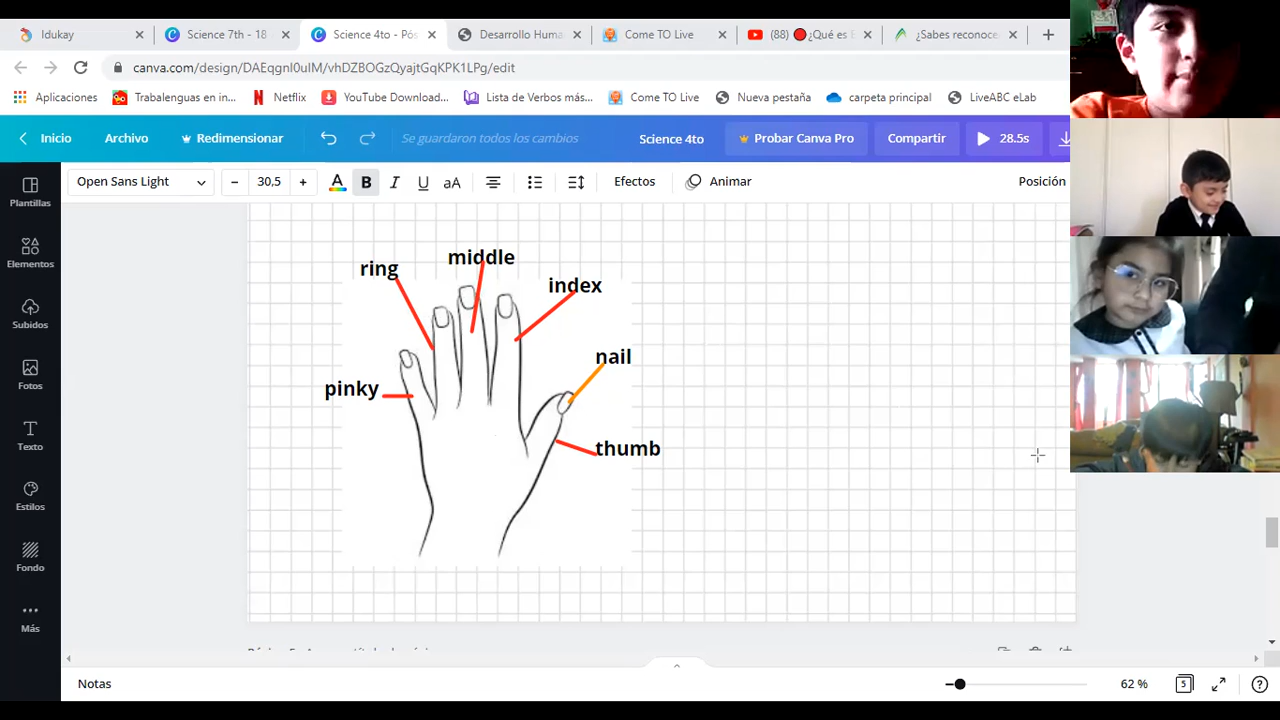 Idukay
Science 7th - 18
Science 4to - Pós
Desarrollo Huma
Come TO Live
(88) ¿Qué es l
¿Sabes reconoce
canva.com/design/DAEqgnI0uIM/vhDZBOGzQyajtOqKPK1LPg/edit
Aplicaciones
Trabalenguas en in...
Netflix
YouTube Download...
Lista de Verbos más...
Come TO Live
Nueva pestaña
carpeta principal
LiveABC eLab
Inicio
Archivo
Redimensionar
Se guardaron todos los cambios
Science 4to
Probar Canva Pro
Compartir
28.5s
Open Sans Light
30,5
B
I
U
aA
Efectos
Animar
Posición
Plantillas
Elementos
Subidos
Fotos
Texto
Estilos
Fondo
Más
middle
ring
index
nail
pinky
thumb
Notas
62 %
5